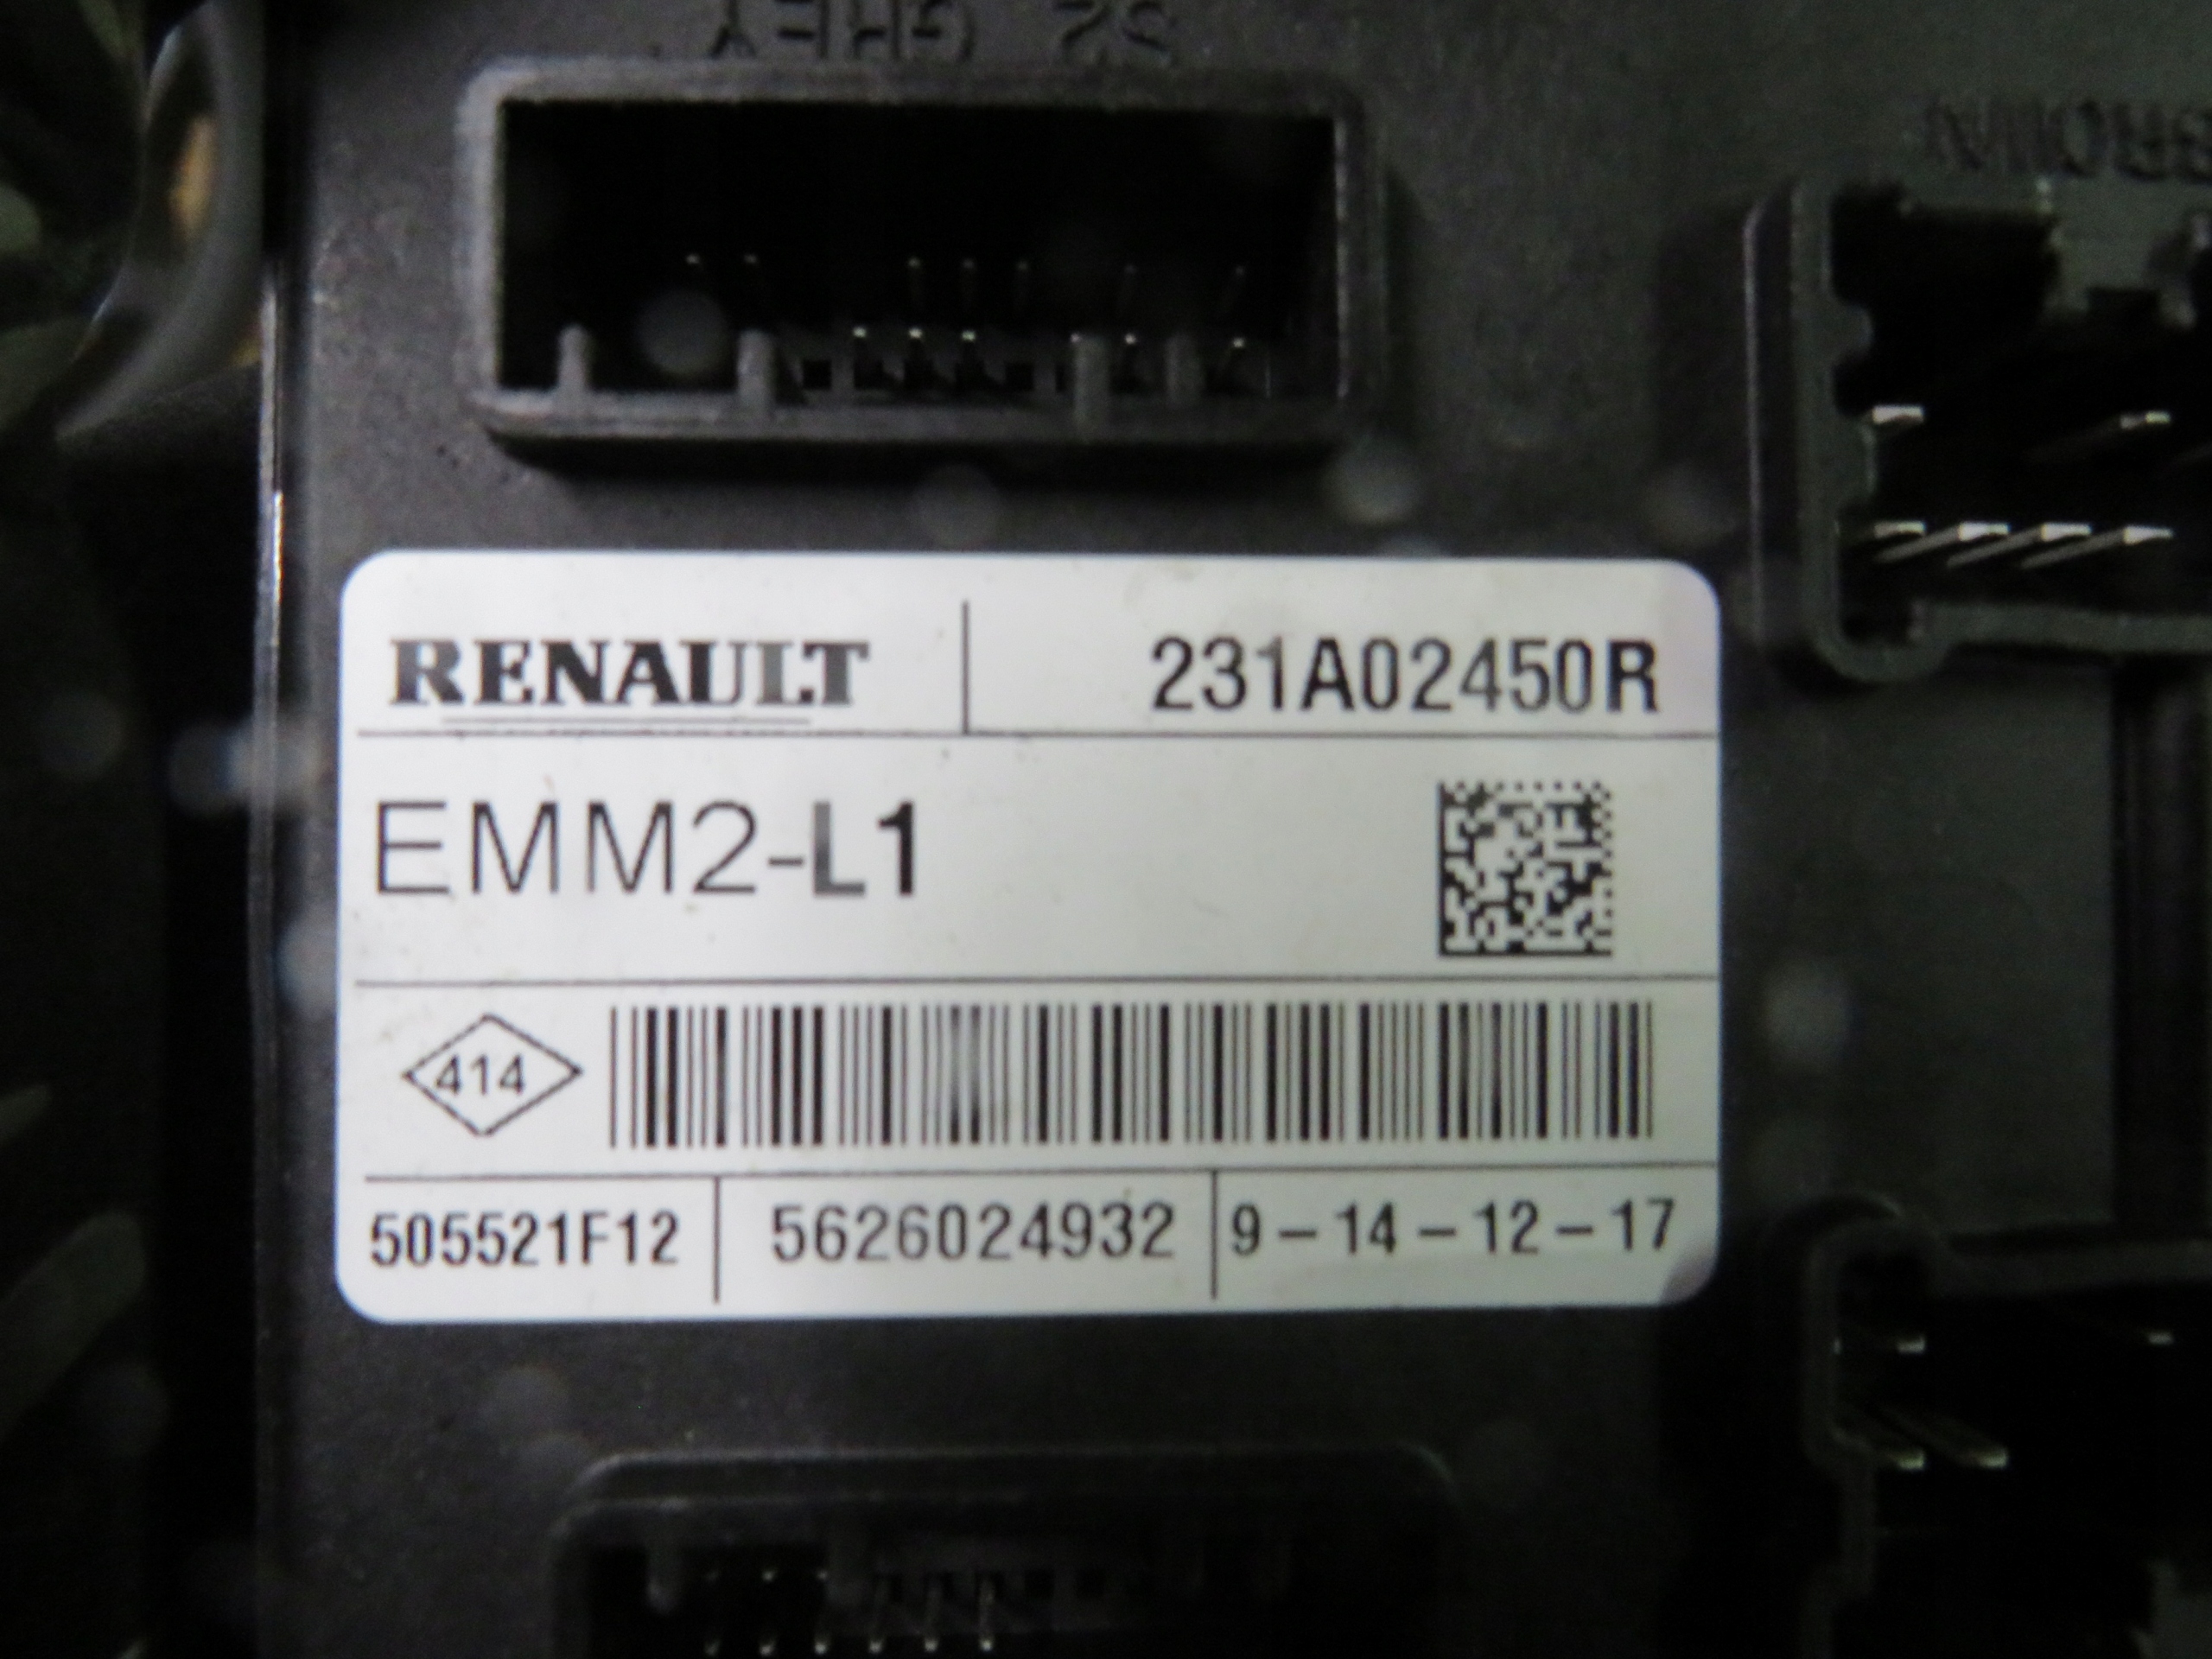 S2 GREY
BROWN
RENAULT 231A02450R
EMM2-L1
414
505521F12 5626024932 9-14-12-17